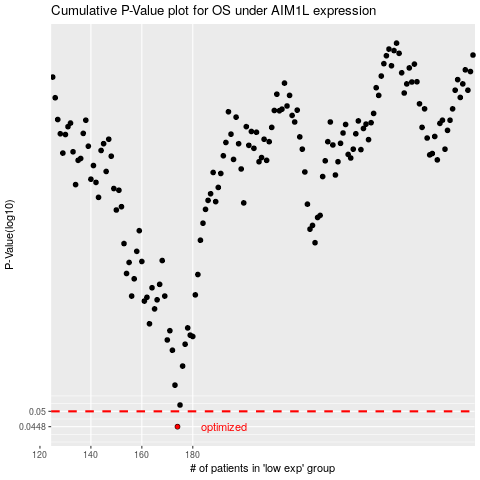 Cumulative P-Value plot for OS under AIM1L expression
P-Value(log10)
0.05
0.0448
optimized
120 140 160 180
# of patients in 'low exp' group